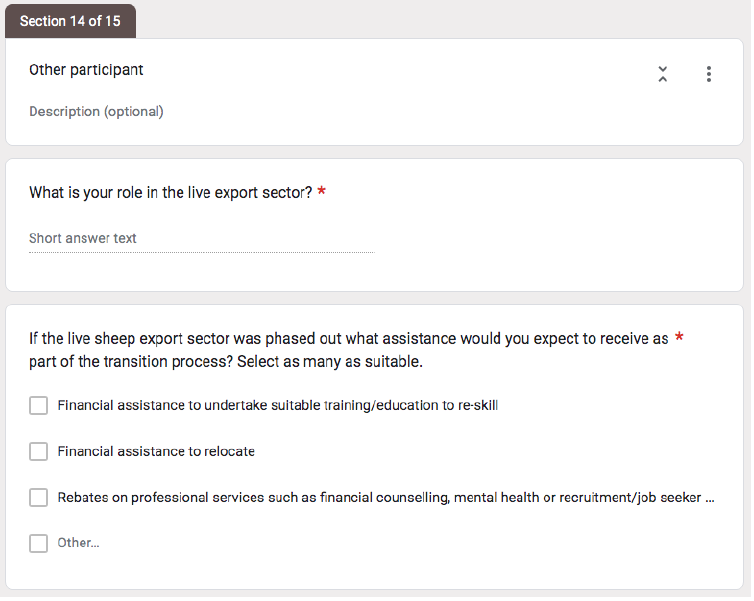 Section 14 of 15
Other participant
Description (optional)
What is your role in the live export sector? *
Short answer text
If the live sheep export sector was phased out what assistance would you expect to receive as *
part of the transition process? Select as many as suitable.
Financial assistance to undertake suitable training/education to re-skill
Financial assistance to relocate
Rebates on professional services such as financial counselling, mental health or recruitment/job seeker ...
Other...